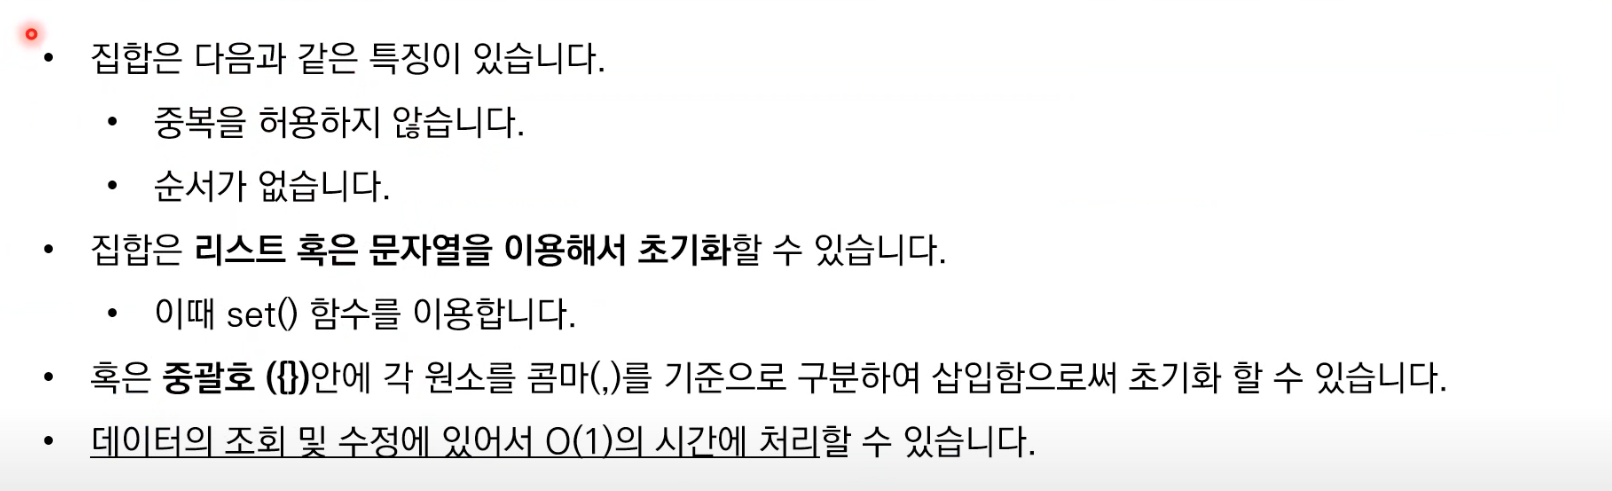 • 집합은 다음과 같은 특징이 있습니다.
• 중복을 허용하지 않습니다.
• 순서가 없습니다.
• 집합은 리스트 혹은 문자열을 이용해서 초기화할 수 있습니다.
• 이때 set() 함수를 이용합니다.
• 혹은 중괄호 ({})안에 각 원소를 콤마(,)를 기준으로 구분하여 삽입함으로써 초기화 할 수 있습니다.
• 데이터의 조회 및 수정에 있어서 O(1)의 시간에 처리할 수 있습니다.